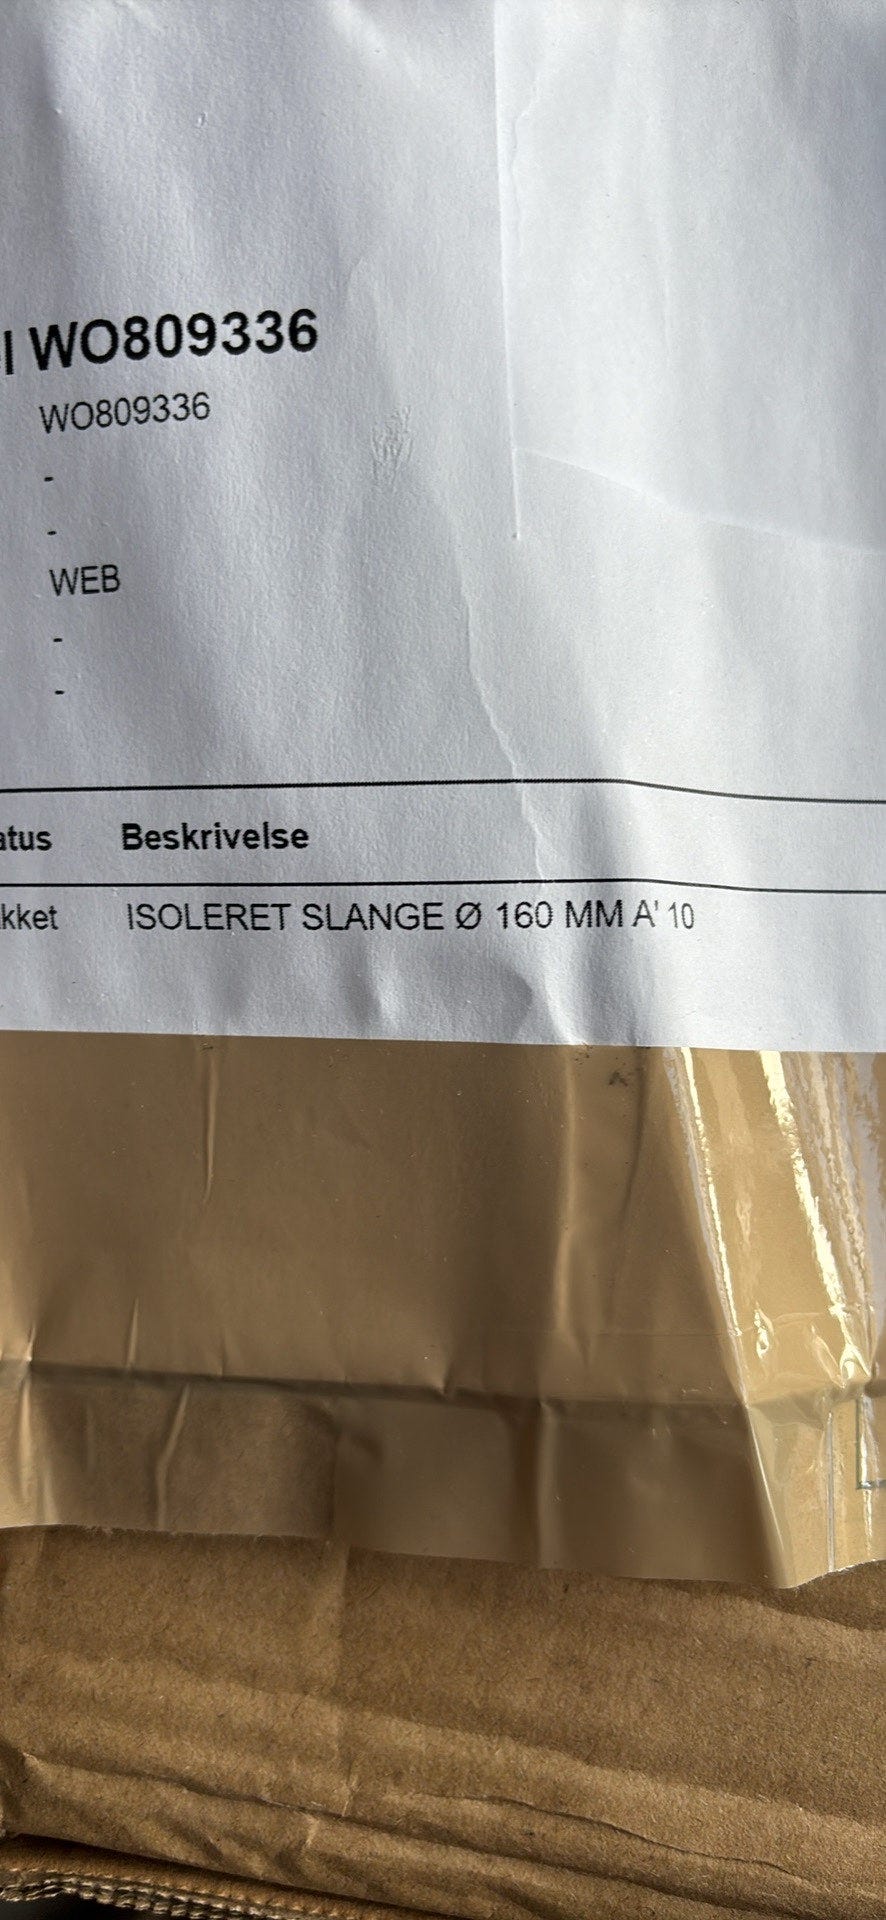 WO809336
WO809336
-
-
WEB
-
-
atus Beskrivelse
kket ISOLERET SLANGE Ø 160 MM A' 10